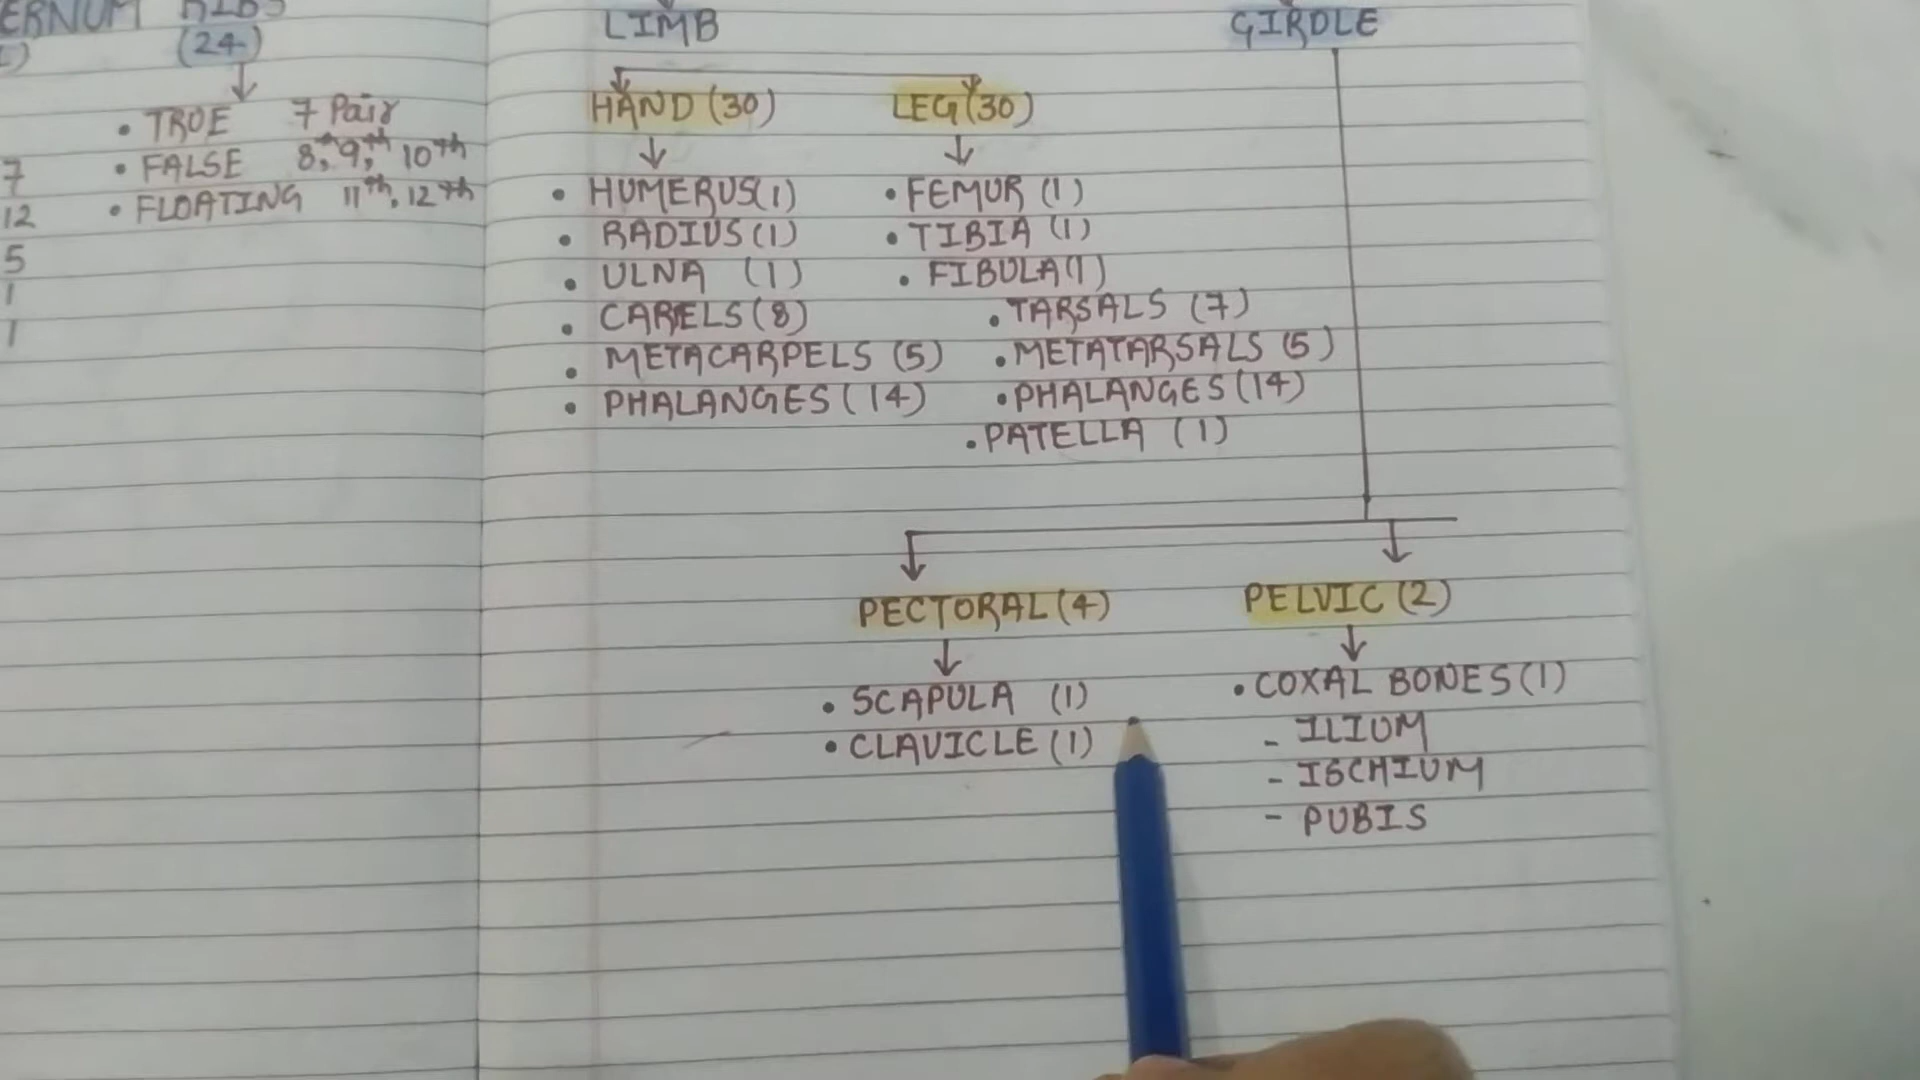 (24)
• TRUE 7 Pair
• FALSE 8th, 9th, 10th
• FLOATING 11th, 12th
7
12
5
1
1
LIMB
HAND (30)
• HUMERUS(1)
• RADIUS(1)
• ULNA (1)
• CARPELS(8)
• METACARPELS (5)
• PHALANGES (14)
LEG (30)
• FEMUR (1)
• TIBIA (1)
• FIBULA(1)
• TARSALS (7)
• METATARSALS (5)
• PHALANGES(14)
• PATELLA (1)
GIRDLE
PECTORAL(4)
• SCAPULA (1)
• CLAVICLE (1)
PELVIC (2)
• COXAL BONES(1)
- ILIUM
- ISCHIUM
- PUBIS